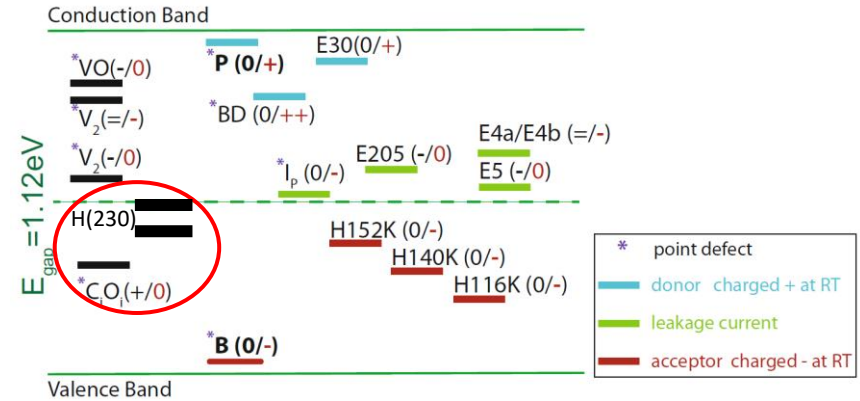 Conduction Band
E30(0/+)
*P (0/+)
*VO(-/0)
*BD (0/++)
*V₂(=/-)
E4a/E4b (=/-)
E205 (-/0)
*V₂(-/0)
*Iₚ (0/-)
E5 (-/0)
E_gap =1.12eV
H(230)
H152K (0/-)
H140K (0/-)
*CᵢOᵢ(+/0)
H116K (0/-)
*B (0/-)
Valence Band
* point defect
donor charged + at RT
leakage current
acceptor charged - at RT